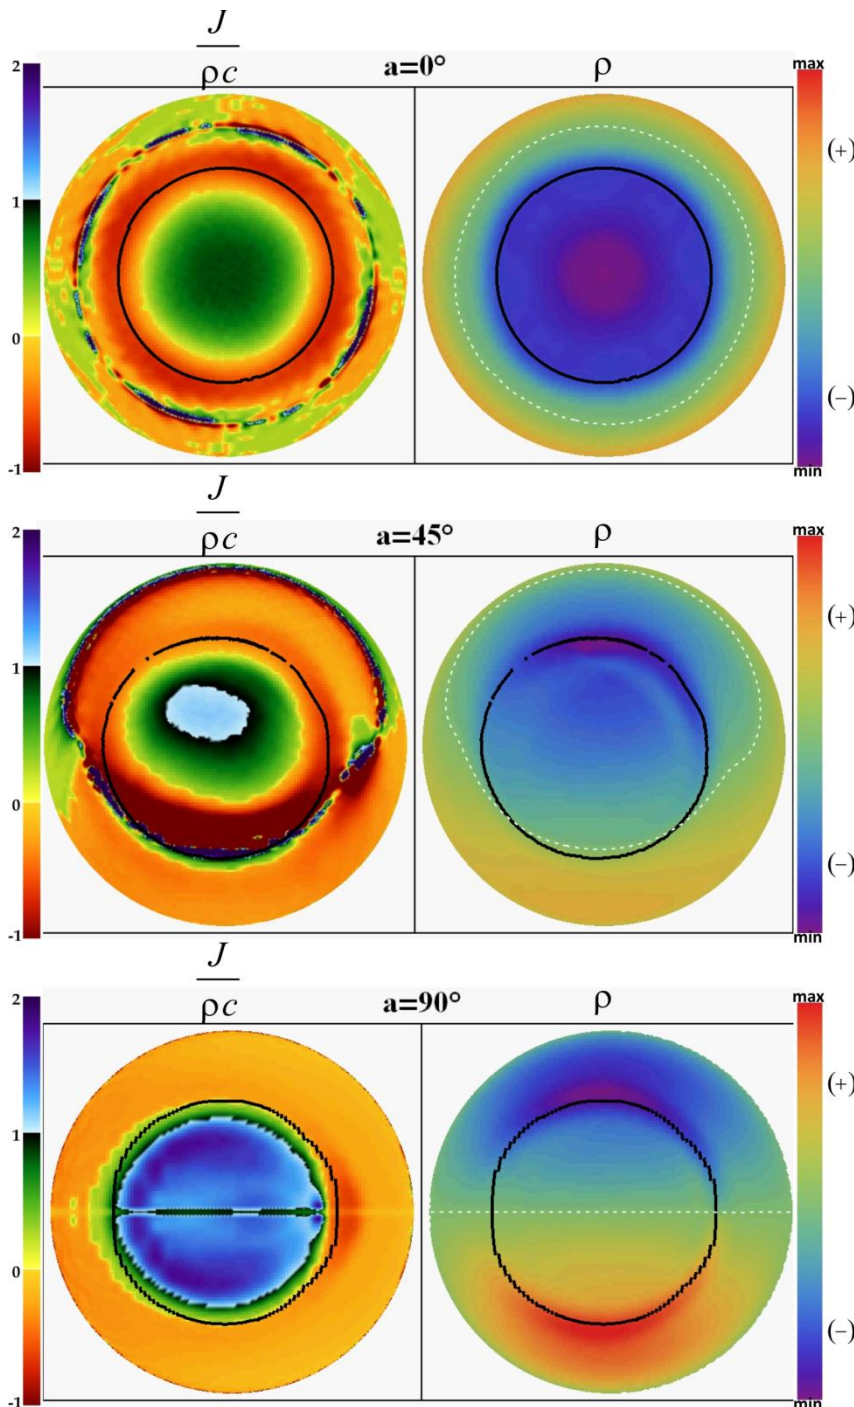 J
ρc a=0° ρ
2
1
0
-1
max
(+)
(−)
min
J
ρc a=45° ρ
2
1
0
-1
max
(+)
(−)
min
J
ρc a=90° ρ
2
1
0
-1
max
(+)
(−)
min